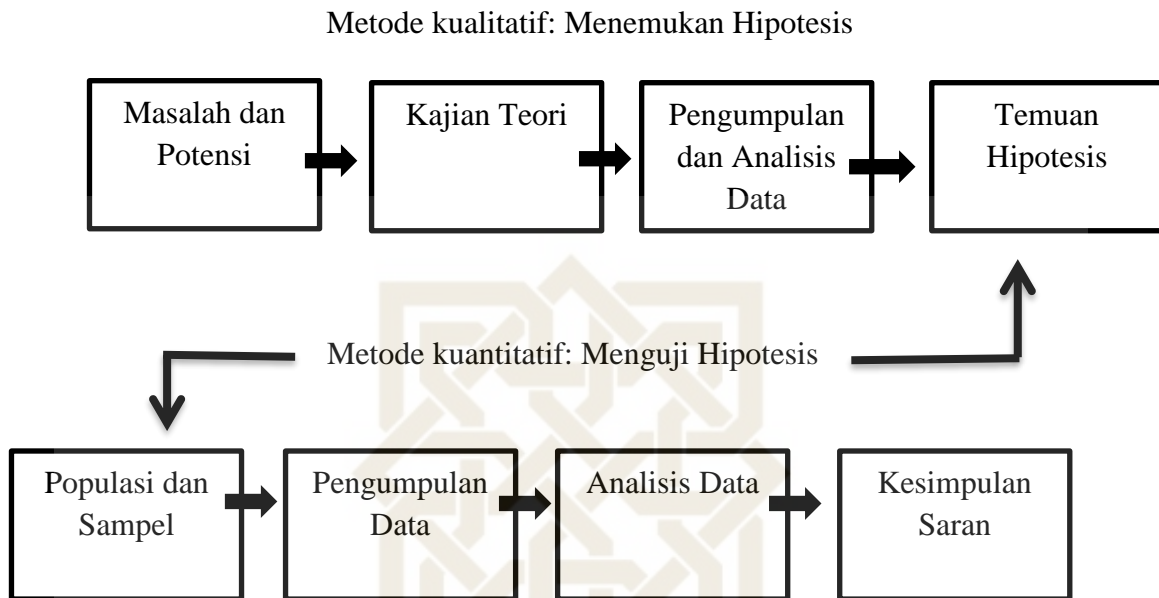 Metode kualitatif: Menemukan Hipotesis
Masalah dan
Potensi
Kajian Teori
Pengumpulan
dan Analisis
Data
Temuan
Hipotesis
Metode kuantitatif: Menguji Hipotesis
Populasi dan
Sampel
Pengumpulan
Data
Analisis Data
Kesimpulan
Saran